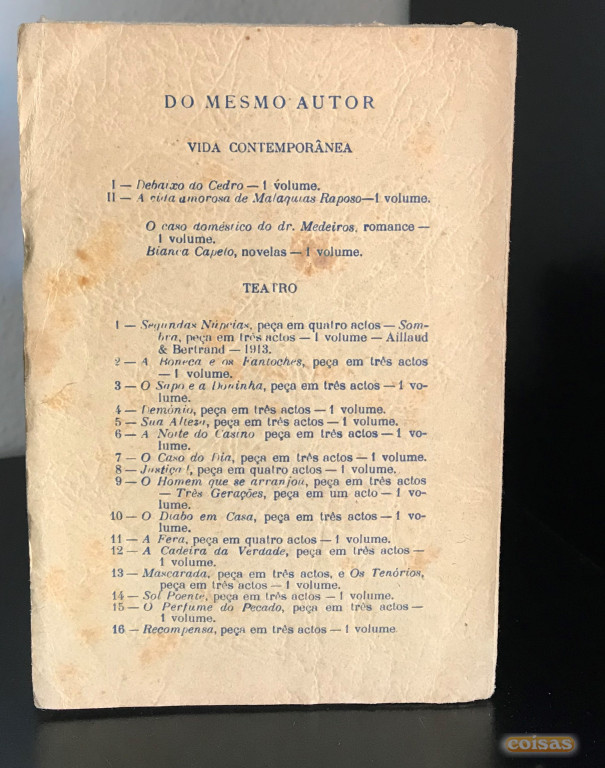 DO MESMO AUTOR
VIDA CONTEMPORÂNEA
I — Debaixo do Cedro — 1 volume.
II — A vida amorosa de Malaquias Raposo—1 volume.
O caso doméstico do dr. Medeiros, romance —
1 volume.
Bianca Capelo, novelas — 1 volume.
TEATRO
1 — Segundas Núpcias, peça em quatro actos — Som-
bra, peça em três actos — 1 volume — Aillaud
& Bertrand — 1913.
2 — A Boneca e os Fantoches, peça em três actos
— 1 volume.
3 — O Sapo e a Doninha, peça em três actos — 1 vo-
lume.
4 — Demónio, peça em três actos — 1 volume.
5 — Sua Alteza, peça em três actos — 1 volume.
6 — A Noite do Casino peça em três actos — 1 vo-
lume.
7 — O Caso do Dia, peça em três actos — 1 volume.
8 — Justiça!, peça em quatro actos — 1 volume.
9 — O Homem que se arranjou, peça em três actos
— Três Gerações, peça em um acto — 1 vo-
lume.
10 — O Diabo em Casa, peça em três actos — 1 vo-
lume.
11 — A Fera, peça em quatro actos — 1 volume.
12 — A Cadeira da Verdade, peça em três actos —
1 volume.
13 — Mascarada, peça em três actos, e Os Tenórios,
peça em três actos — 1 volume.
14 — Sol Poente, peça em três actos — 1 volume.
15 — O Perfume do Pecado, peça em três actos —
1 volume.
16 — Recompensa, peça em três actos — 1 volume
coisas